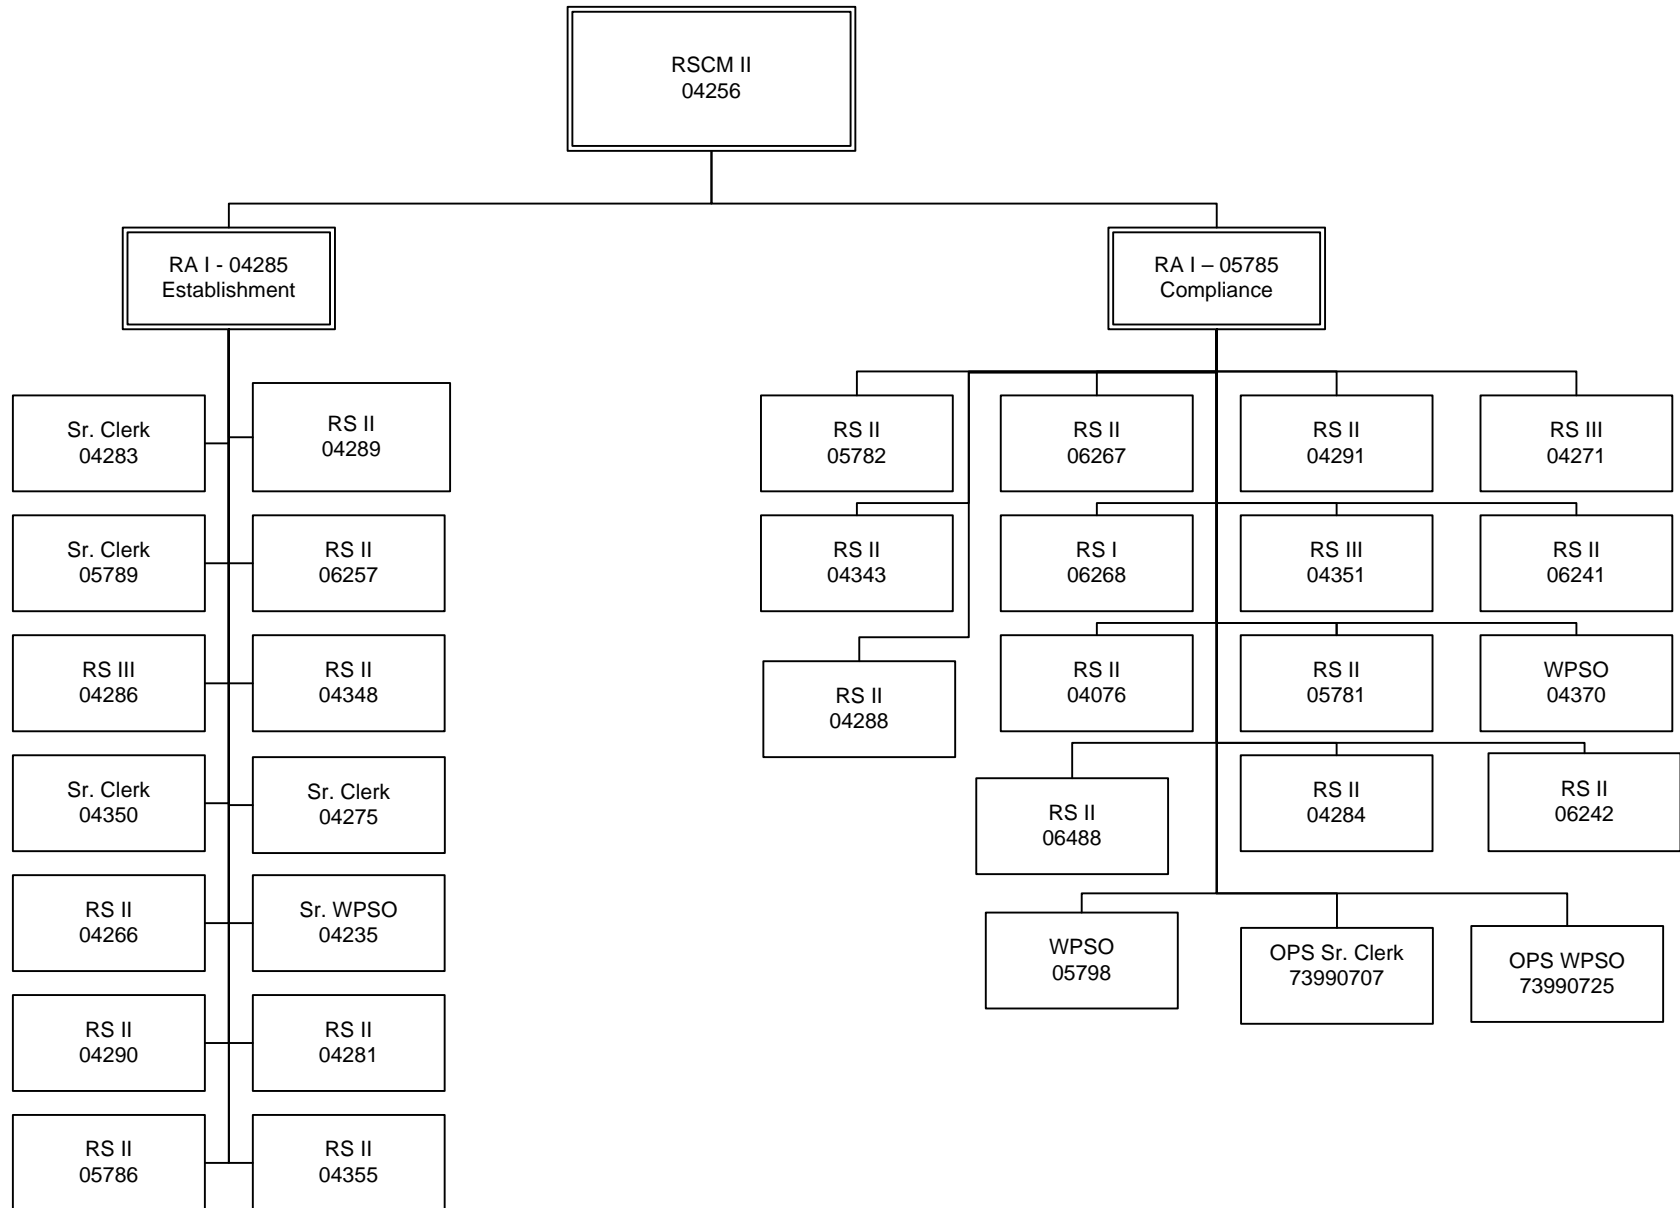 RSCM II
04256
RA I - 04285
Establishment
RA I – 05785
Compliance
Sr. Clerk
04283
RS II
04289
Sr. Clerk
05789
RS II
06257
RS III
04286
RS II
04348
Sr. Clerk
04350
Sr. Clerk
04275
RS II
04266
Sr. WPSO
04235
RS II
04290
RS II
04281
RS II
05786
RS II
04355
RS II
05782
RS II
06267
RS II
04291
RS III
04271
RS II
04343
RS I
06268
RS III
04351
RS II
06241
RS II
04288
RS II
04076
RS II
05781
WPSO
04370
RS II
06488
RS II
04284
RS II
06242
WPSO
05798
OPS Sr. Clerk
73990707
OPS WPSO
73990725